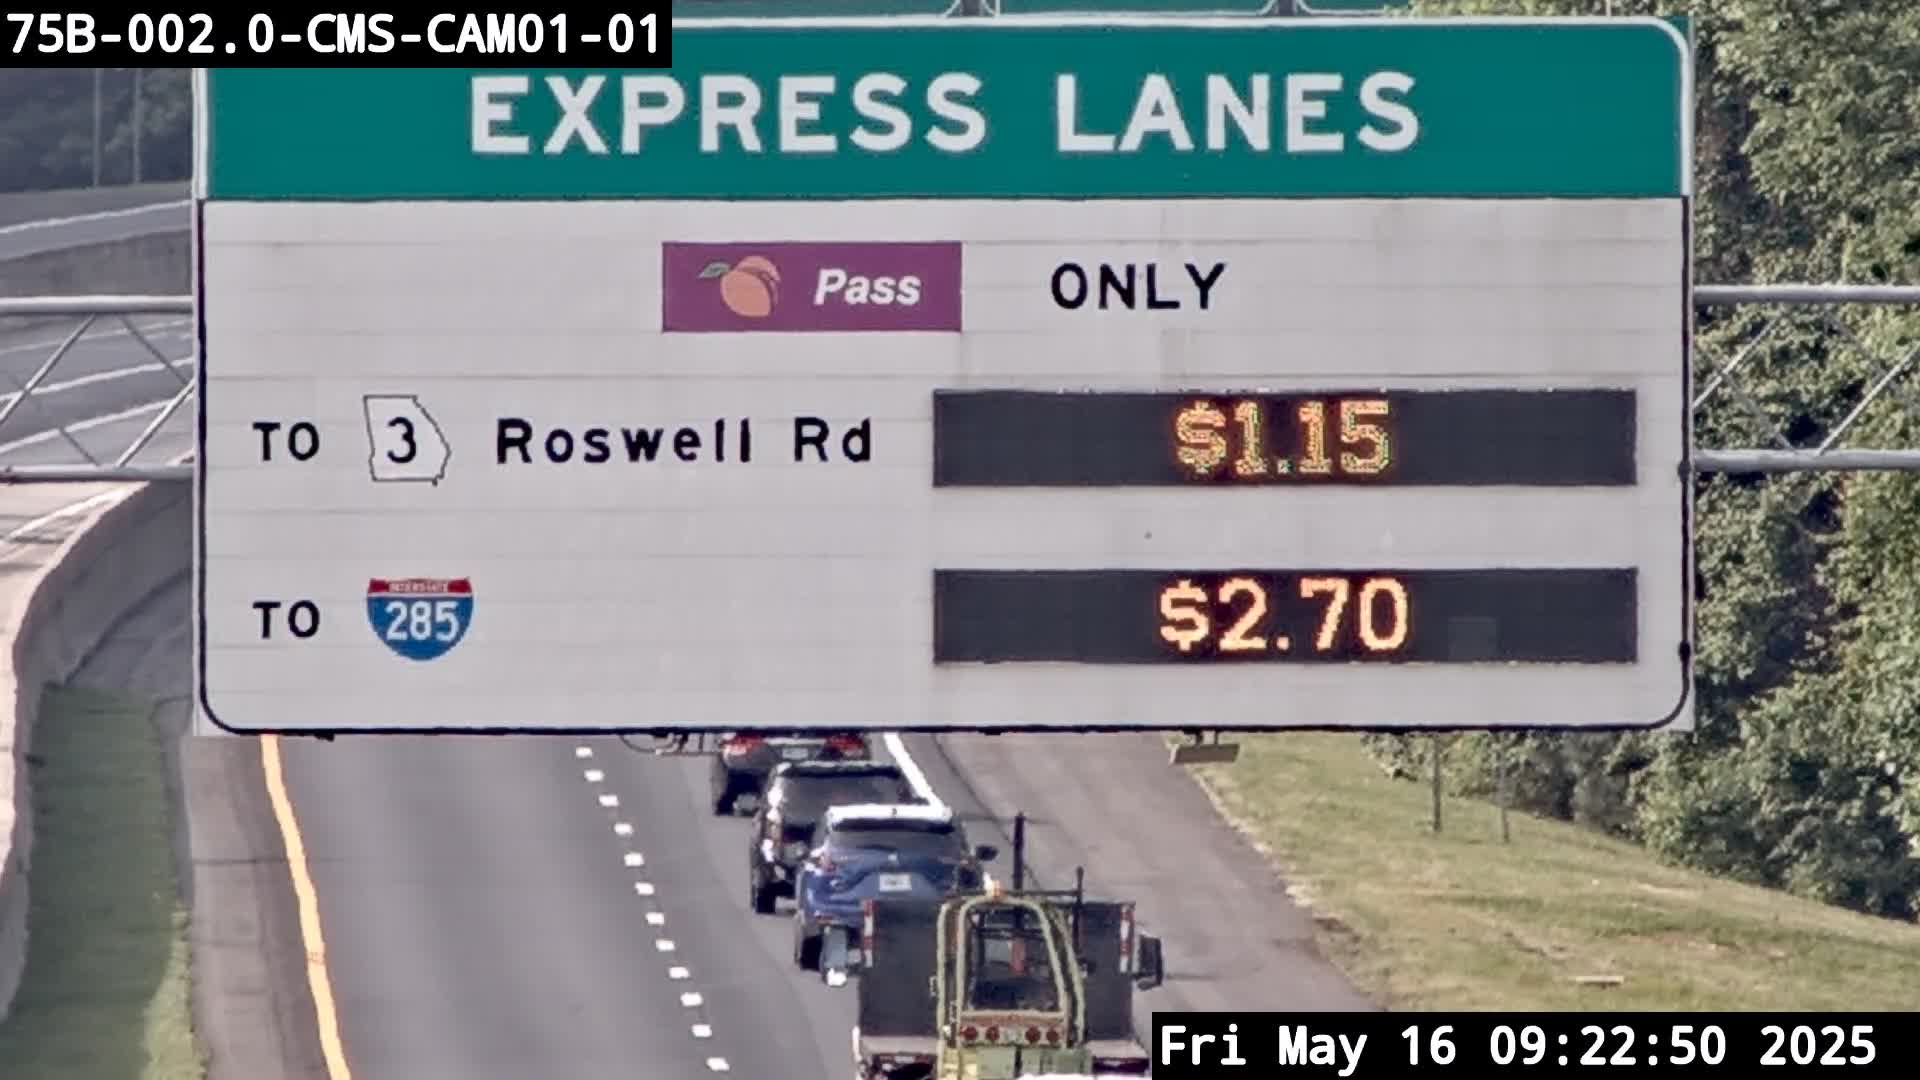 75B-002.0-CMS-CAM01-01
EXPRESS LANES
Pass ONLY
TO 3 Roswell Rd $1.15
INTERSTATE
TO 285 $2.70
Fri May 16 09:22:50 2025